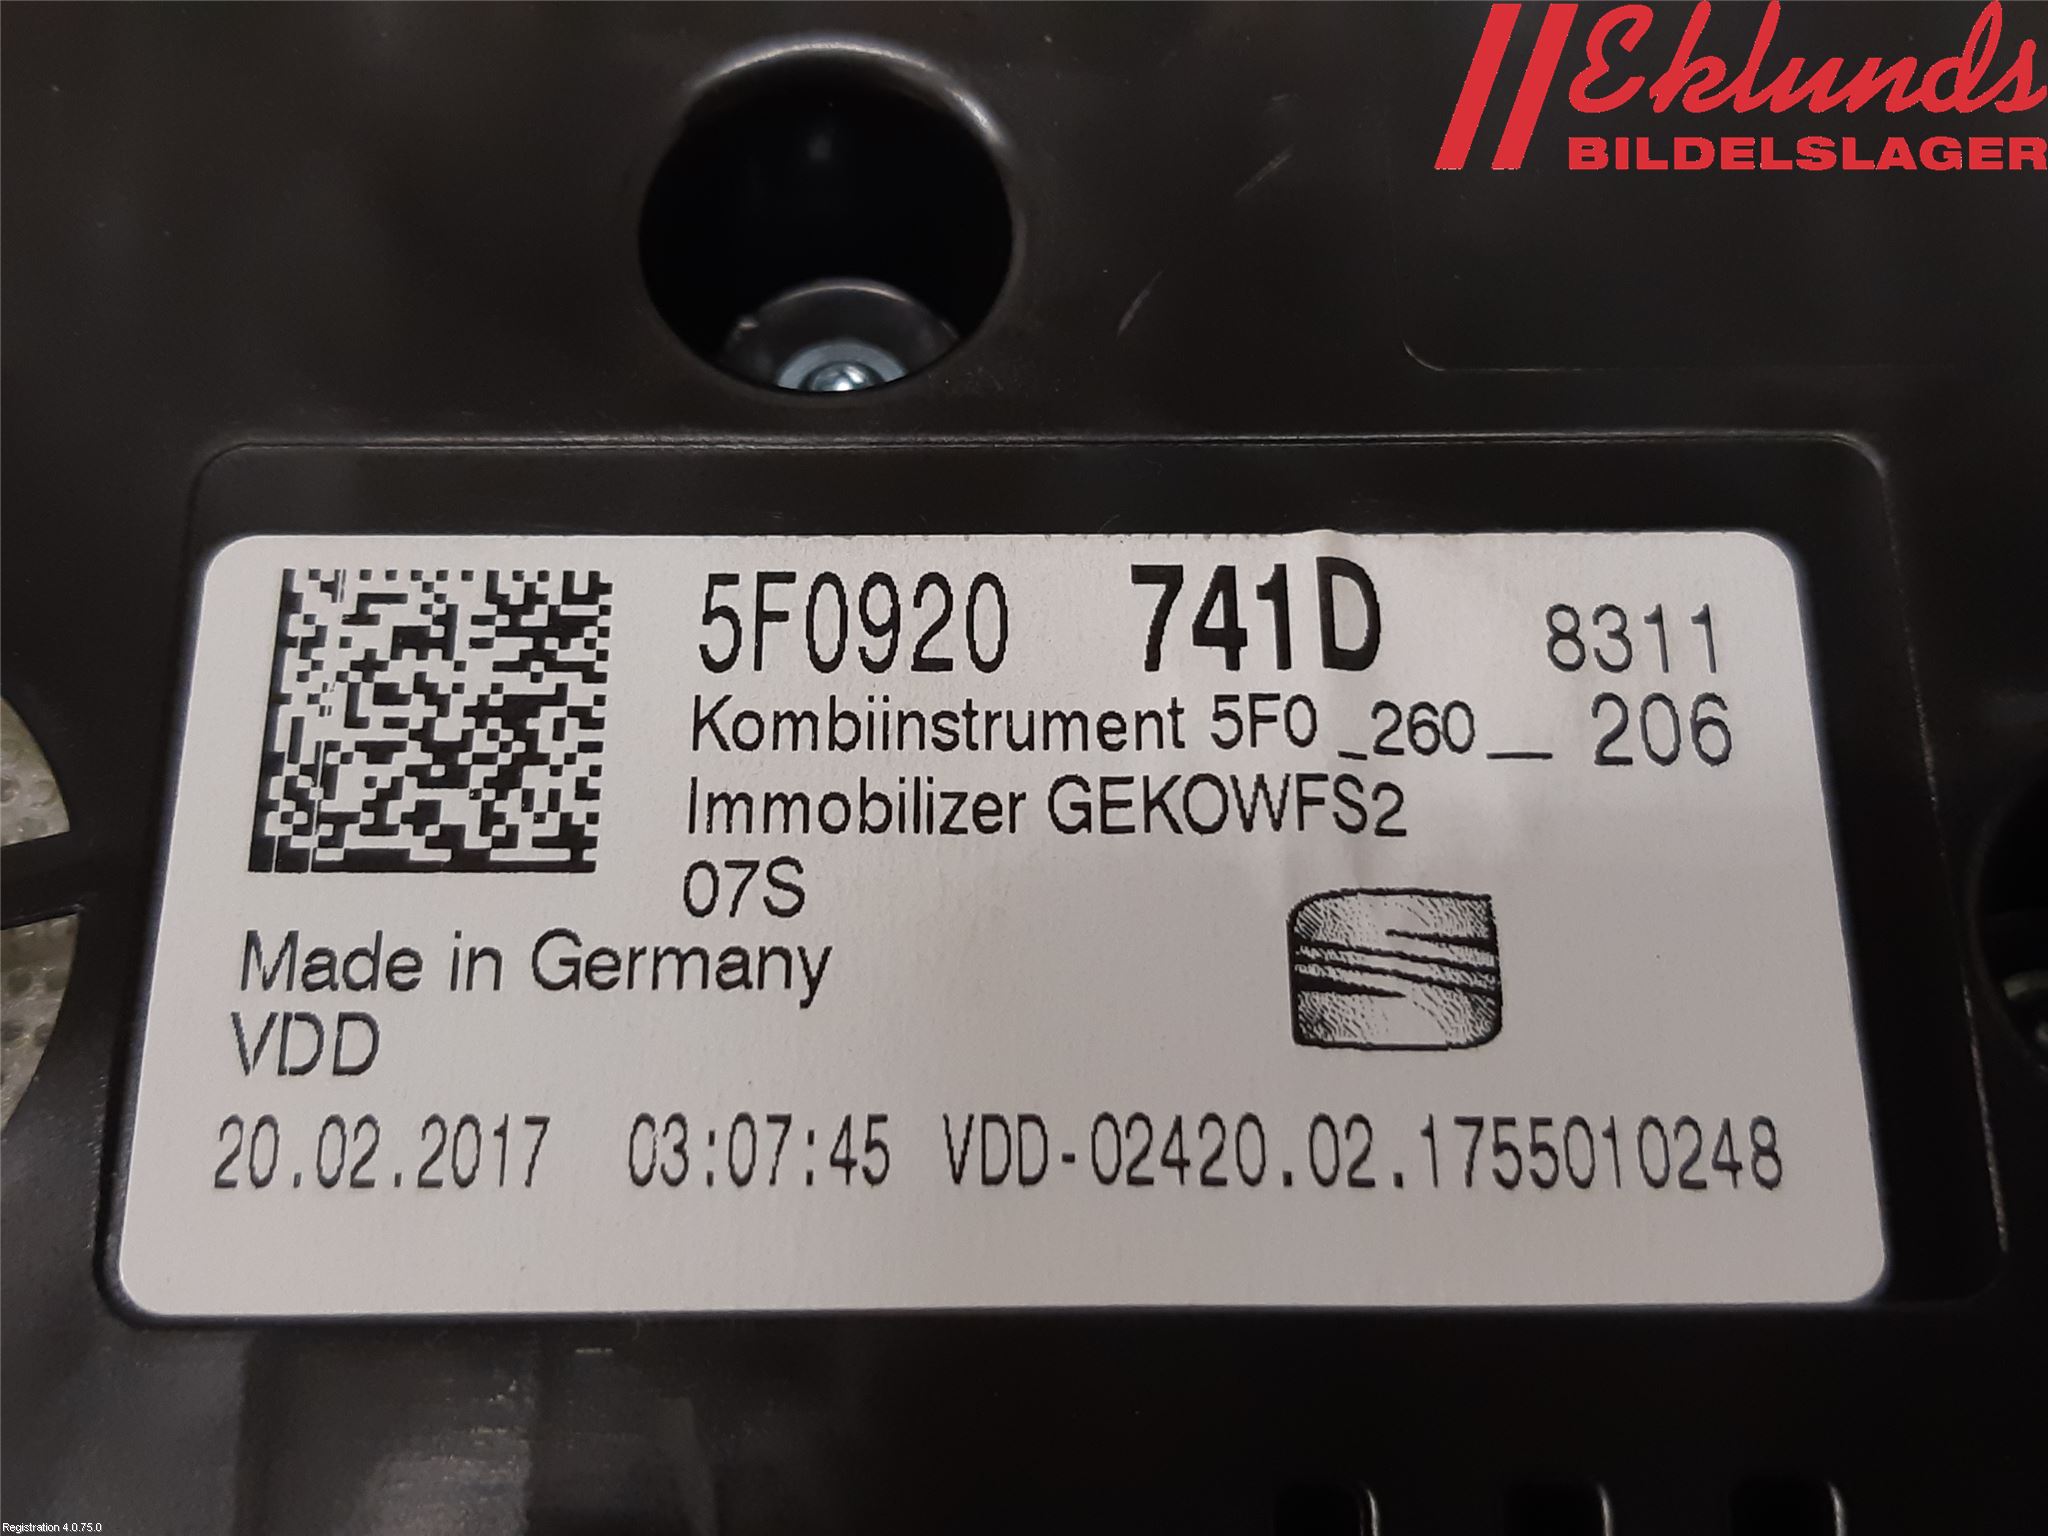 Eklunds
BILDELSLAGER
5F0920 741D 8311
Kombiinstrument 5F0 _260__ 206
Immobilizer GEKOWFS2
07S
Made in Germany
VDD
20.02.2017 03:07:45 VDD-02420.02.1755010248
Registration 4.0.75.0